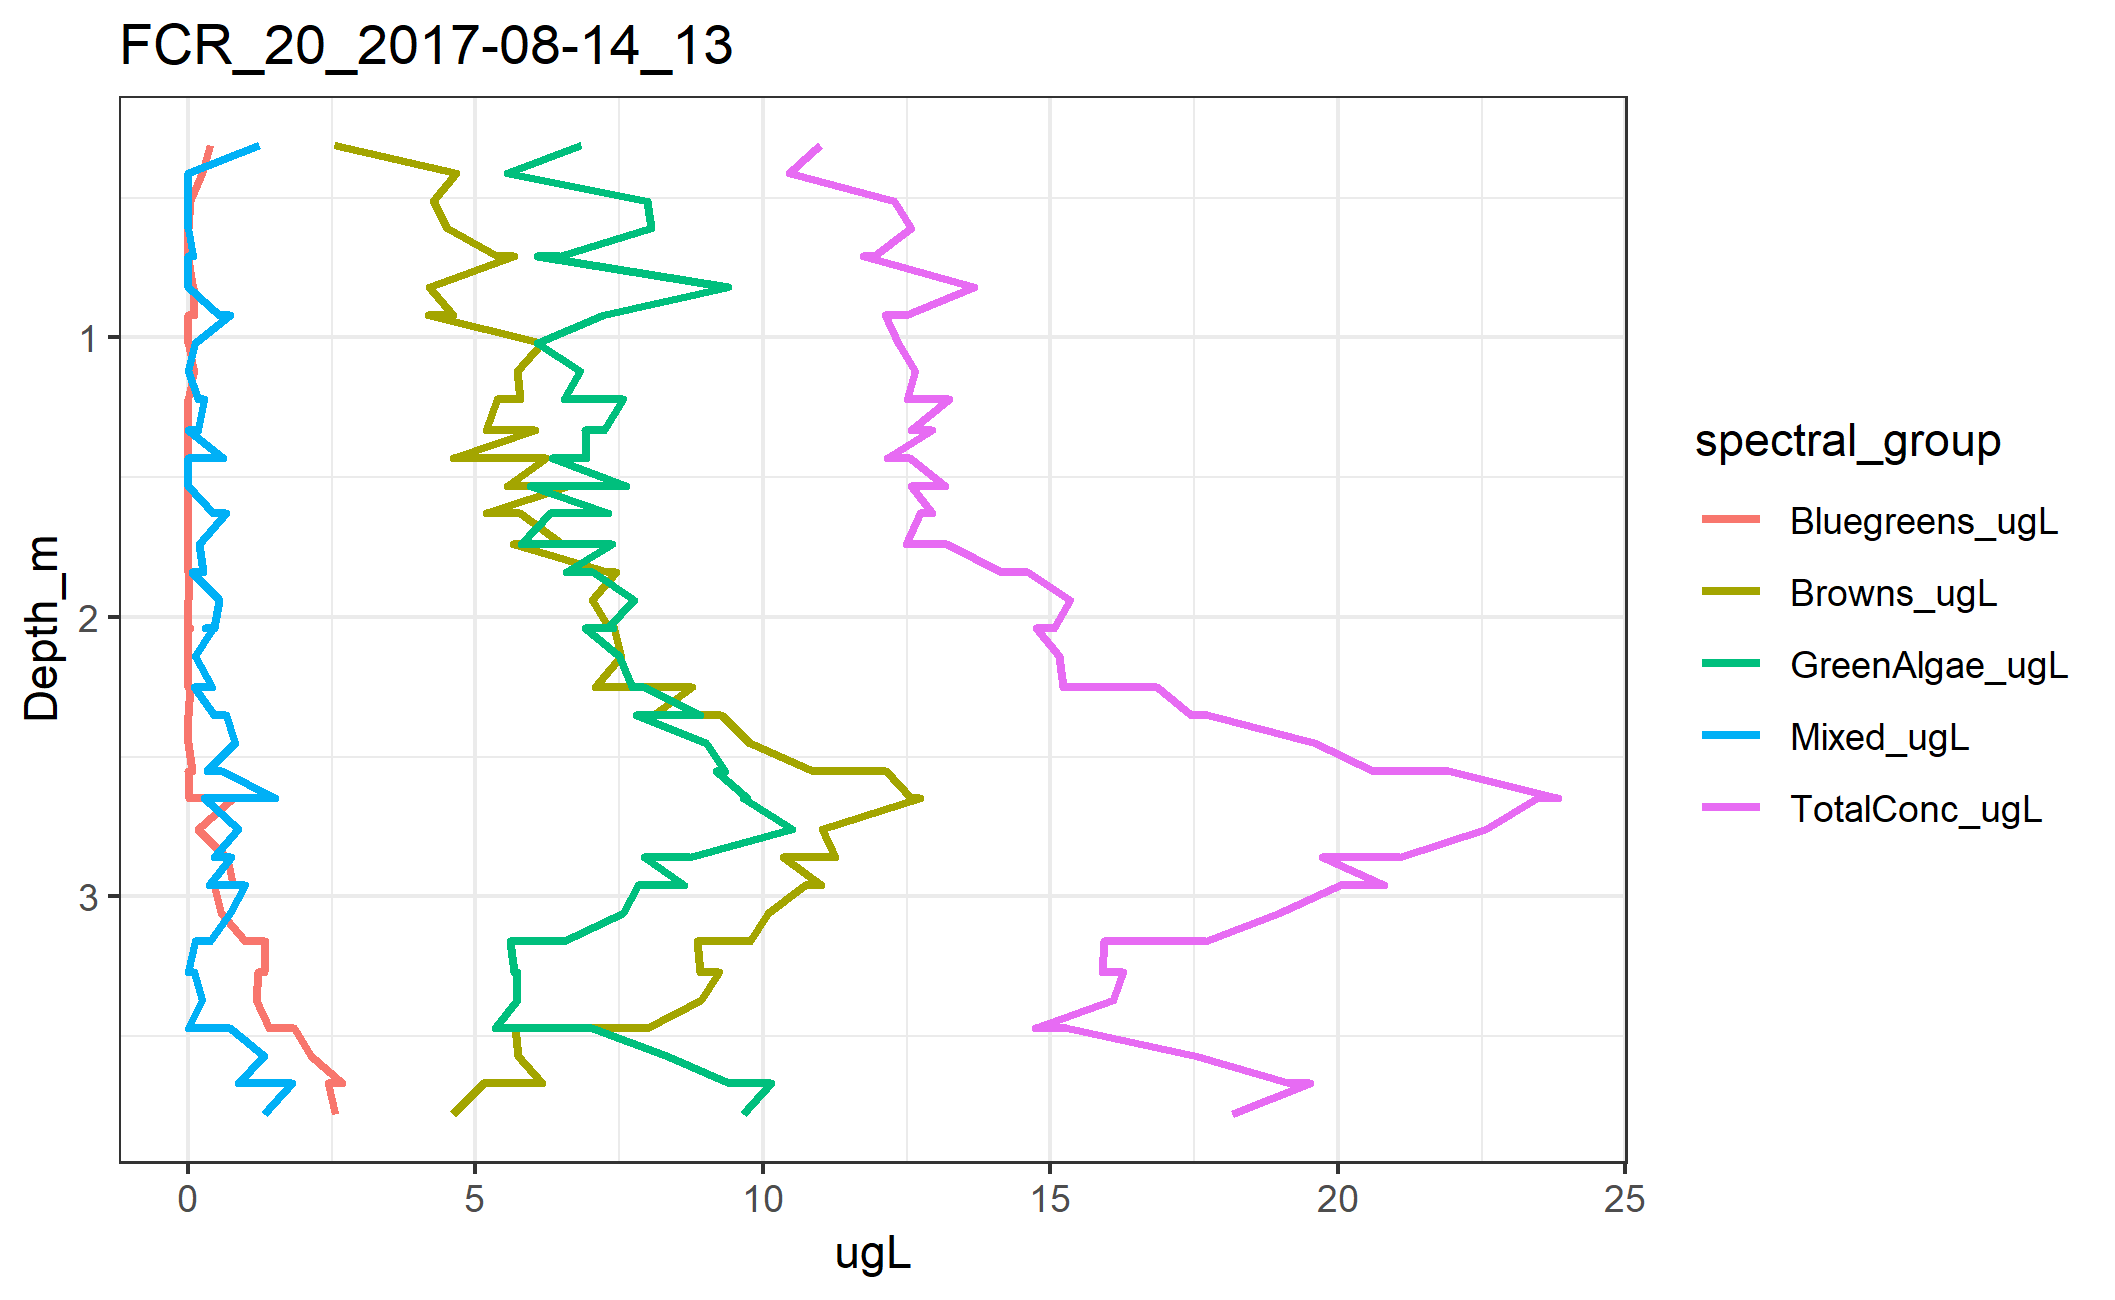 FCR_20_2017-08-14_13
Depth_m
1
2
3
0 5 10 15 20 25
ugL
spectral_group
Bluegreens_ugL
Browns_ugL
GreenAlgae_ugL
Mixed_ugL
TotalConc_ugL